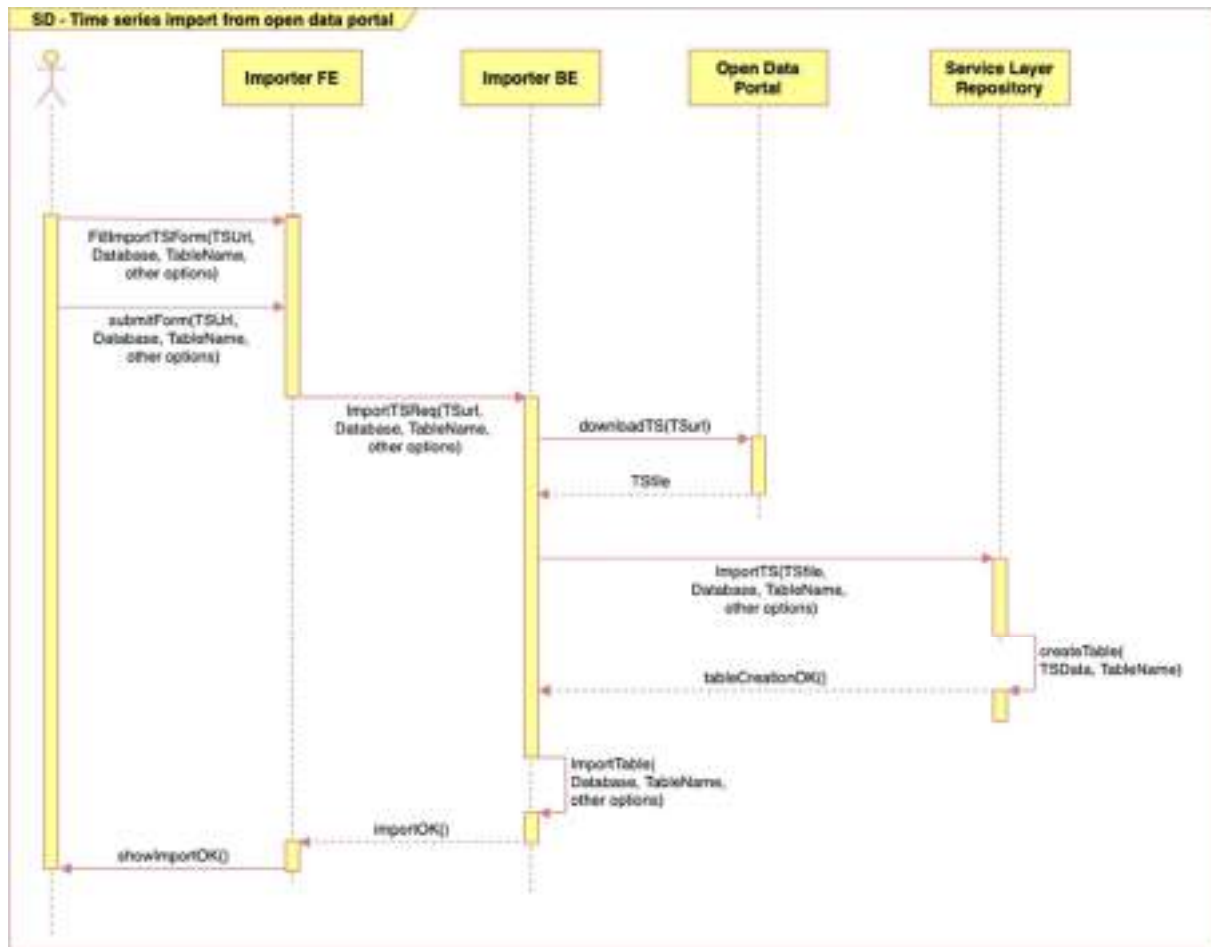 SD - Time series import from open data portal
Importer FE
Importer BE
Open Data
Portal
Service Layer
Repository
FillImportTSForm(TSUrl,
Database, TableName,
other options)
submitForm(TSUrl,
Database, TableName,
other options)
ImportTSReq(TSurl,
Database, TableName,
other options)
downloadTS(TSurl)
TSfile
ImportTS(TSfile,
Database, TableName,
other options)
createTable(
TSData, TableName)
tableCreationOK()
ImportTable(
Database, TableName,
other options)
importOK()
showImportOK()